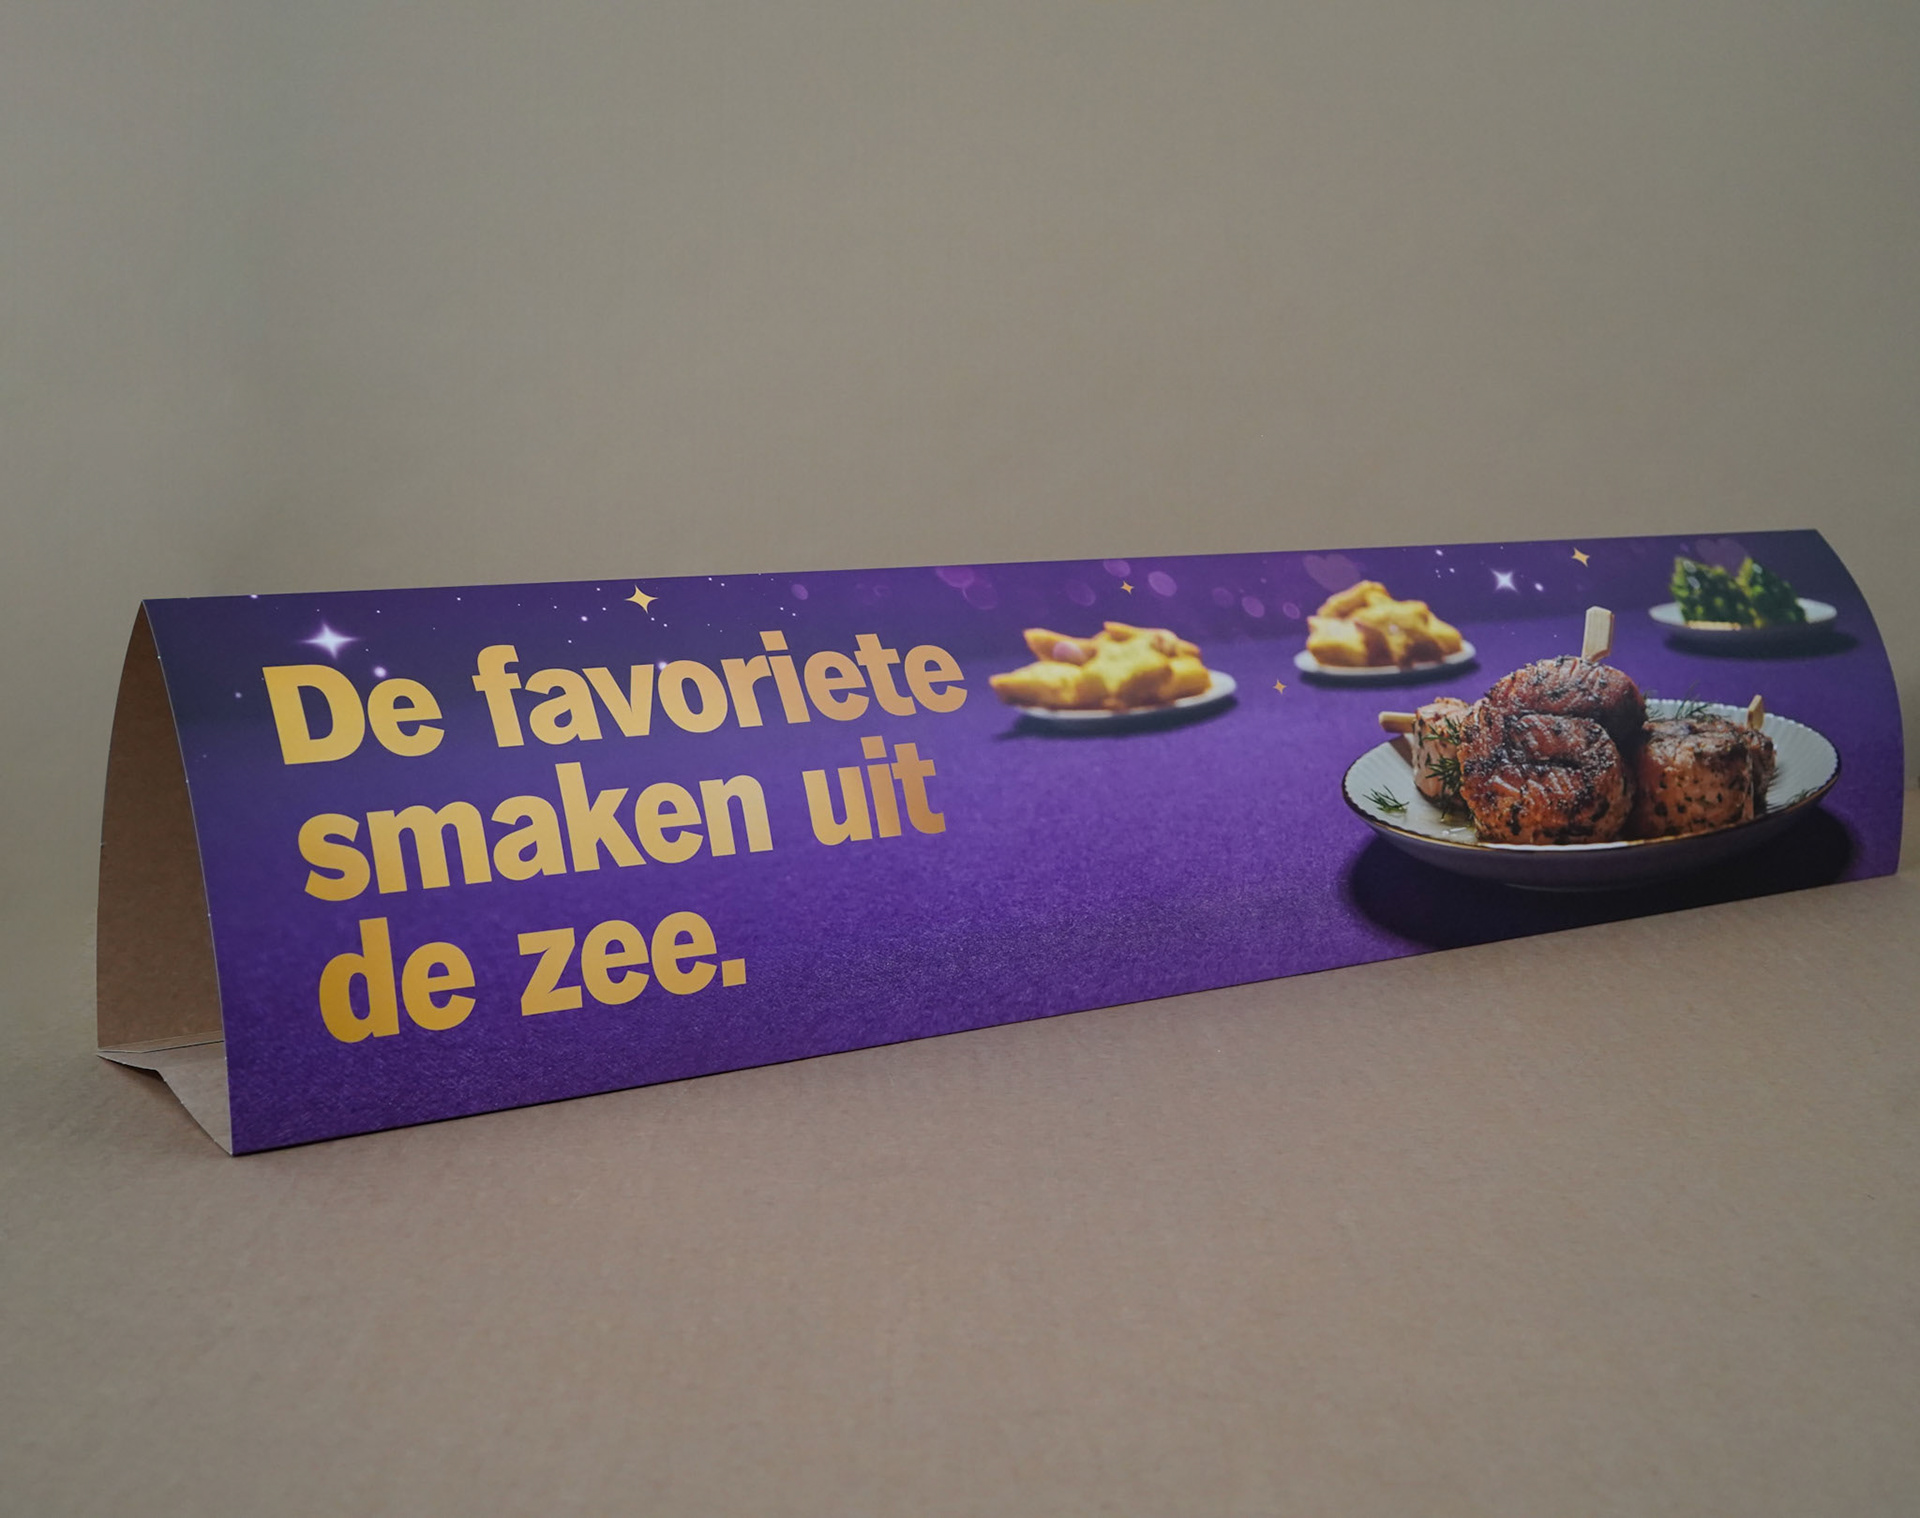 De favoriete
smaken uit
de zee.